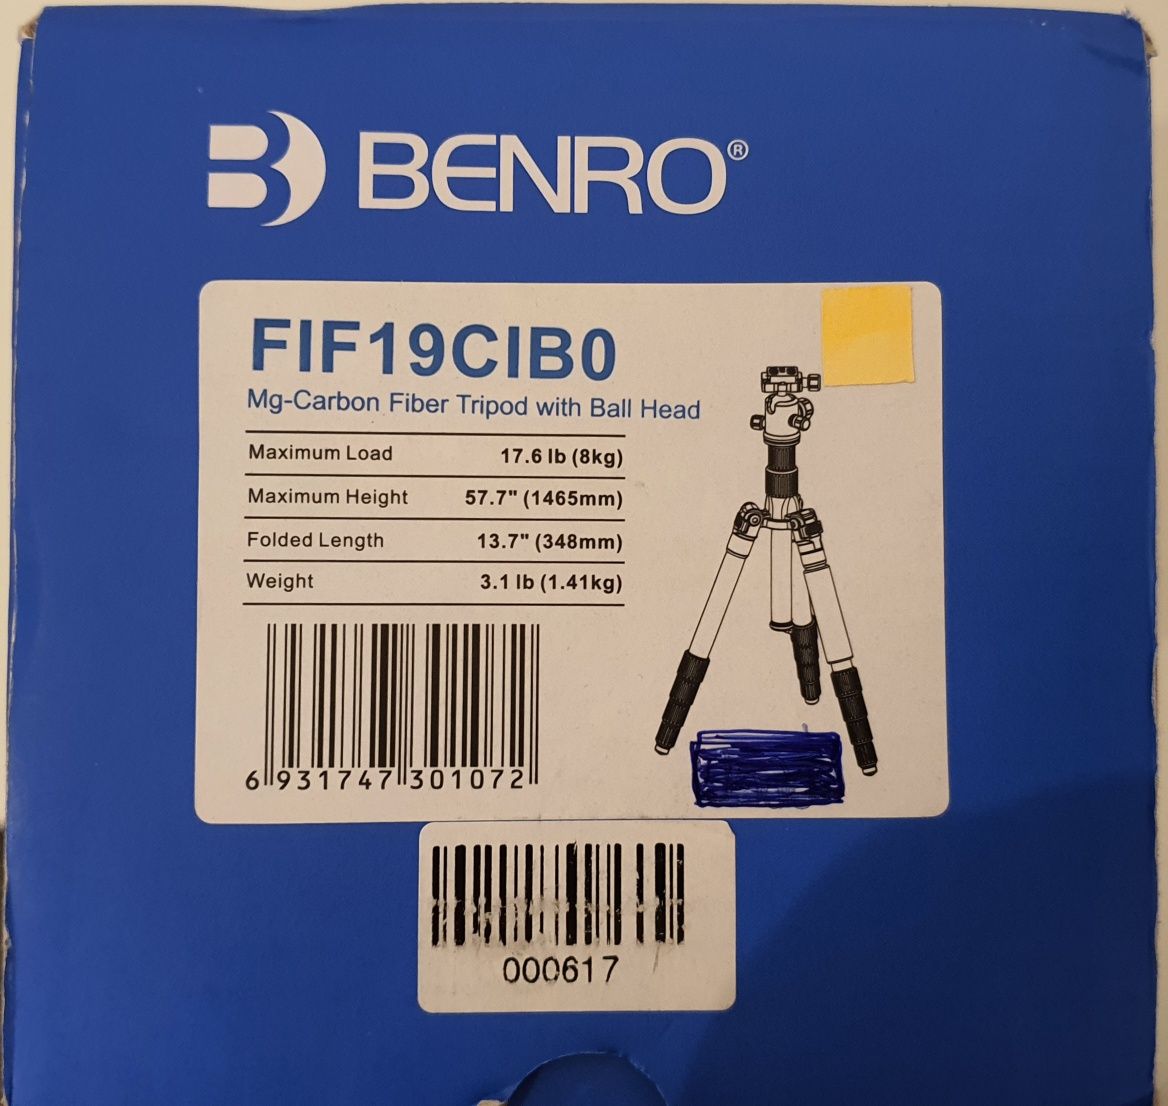 BENRO®
FIF19CIB0
Mg-Carbon Fiber Tripod with Ball Head
Maximum Load 17.6 lb (8kg)
Maximum Height 57.7" (1465mm)
Folded Length 13.7" (348mm)
Weight 3.1 lb (1.41kg)
6 931747 301072
000617